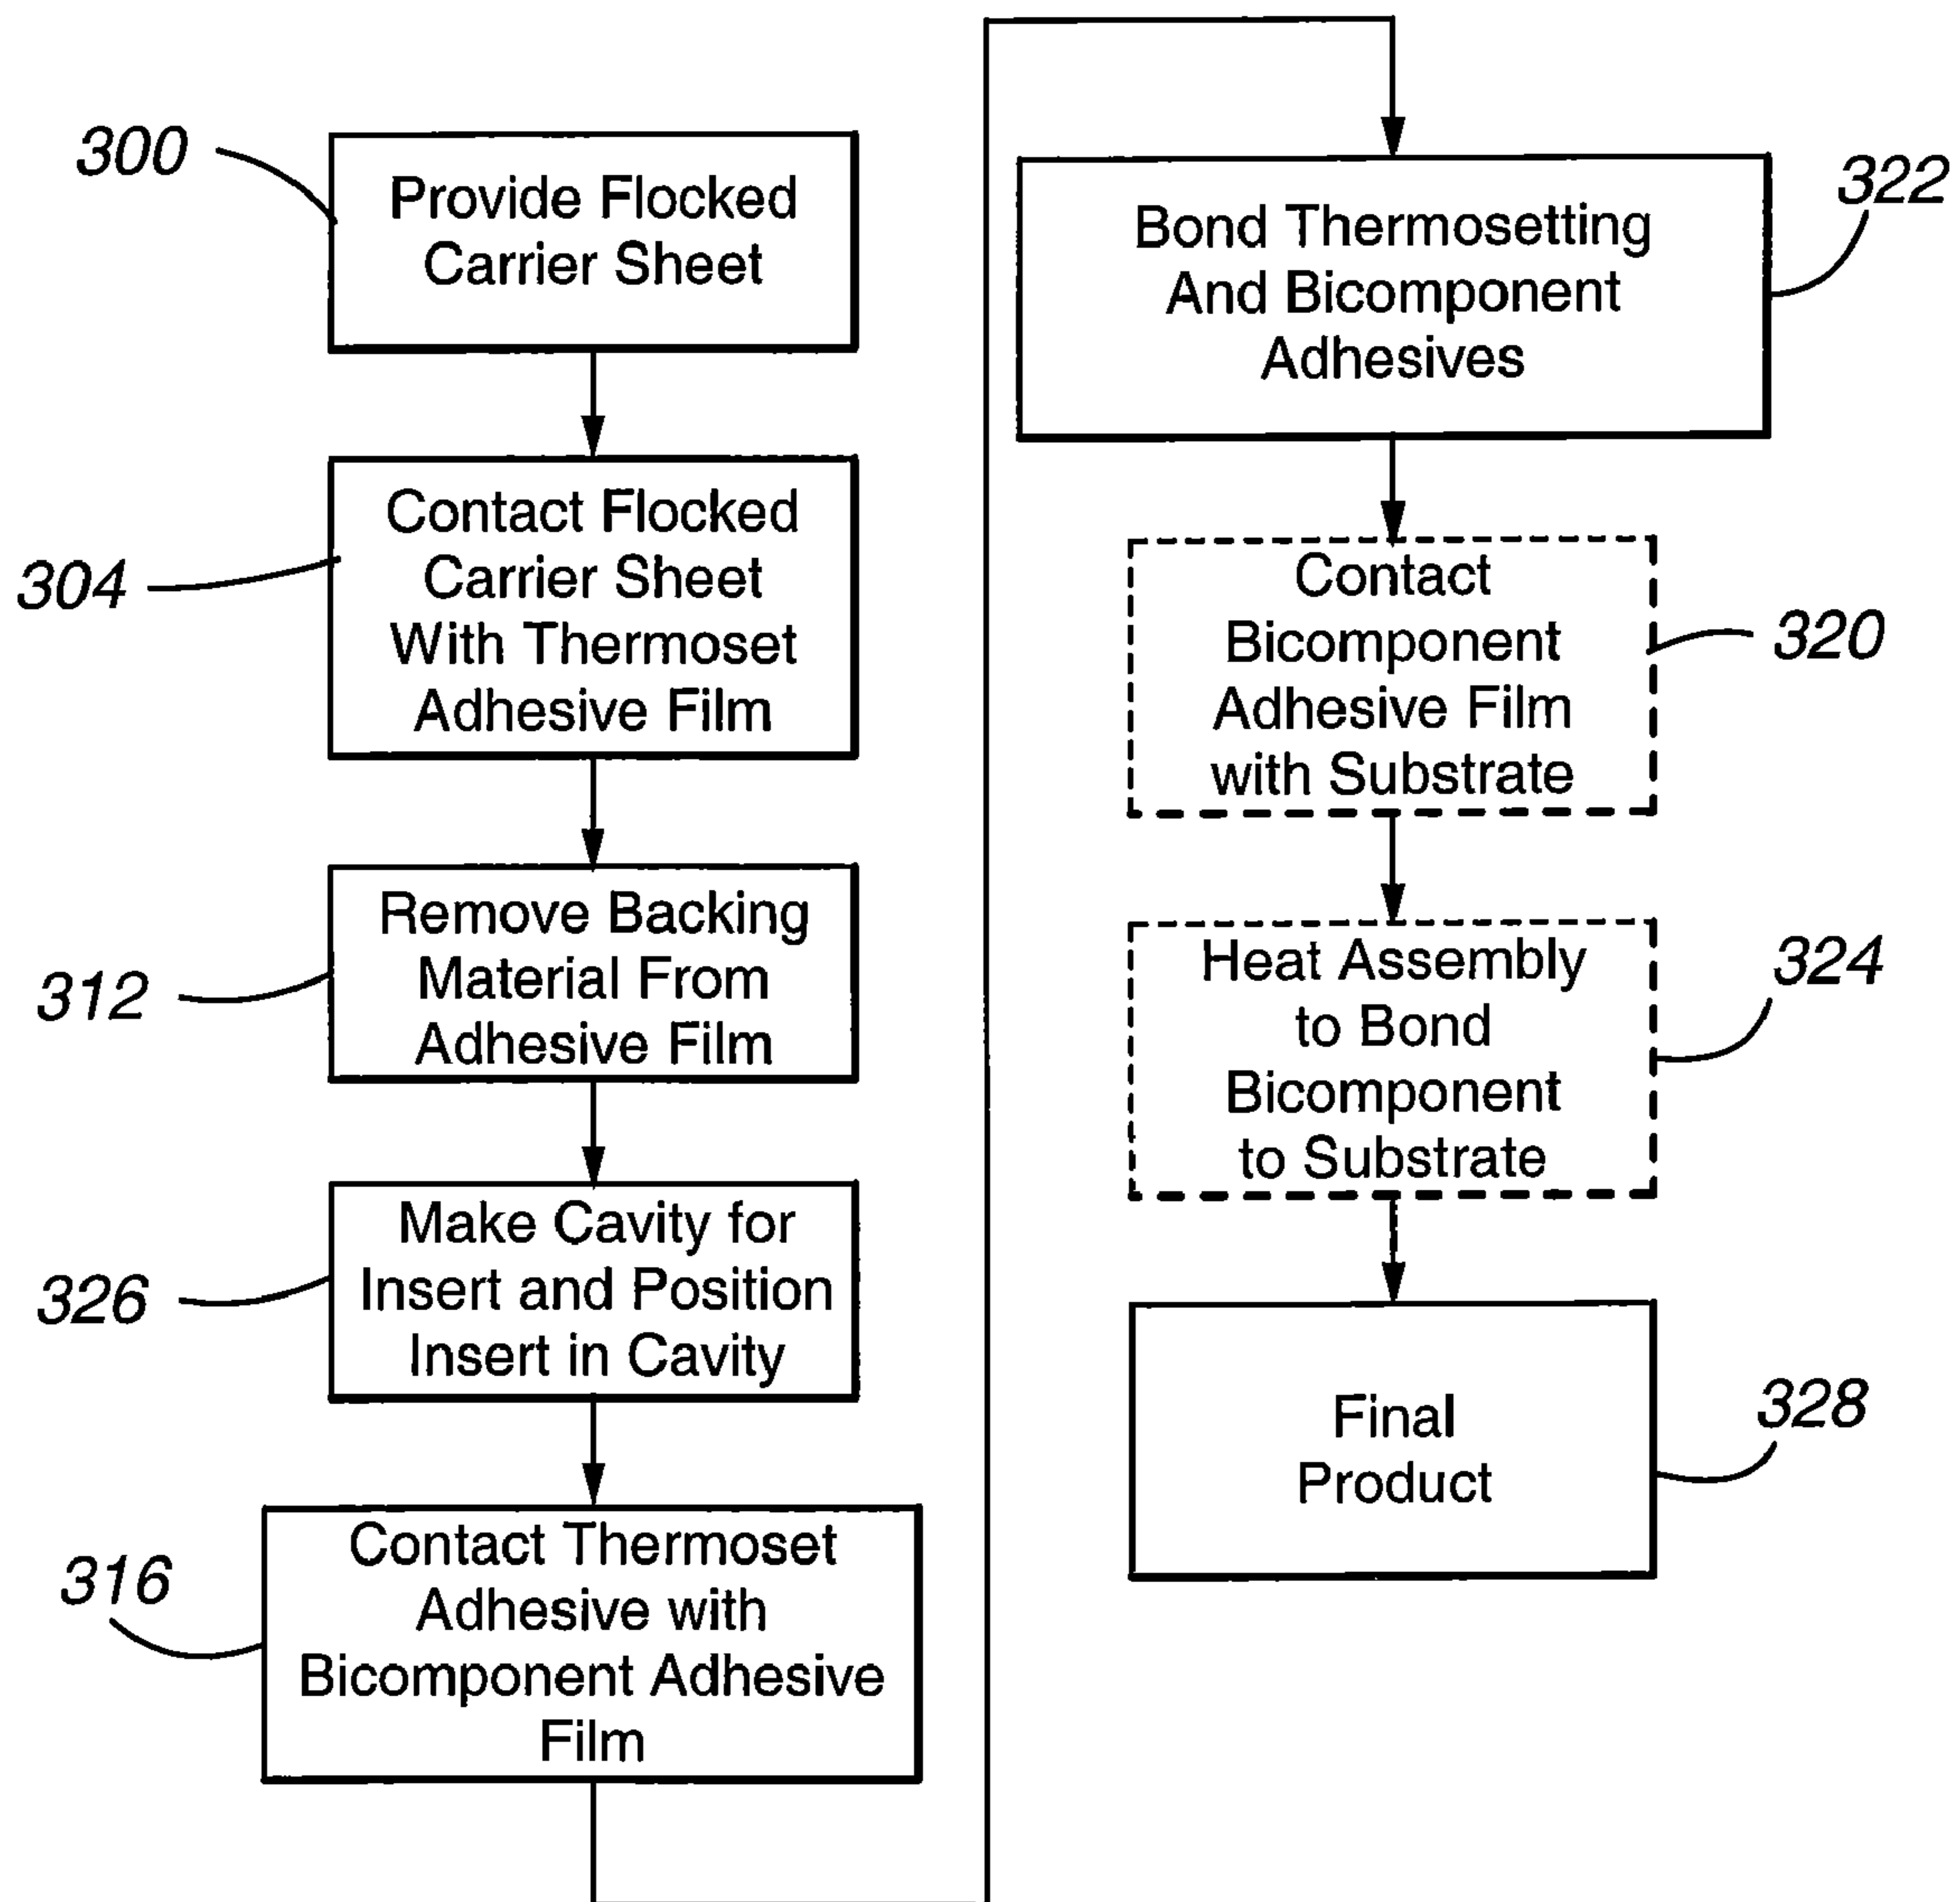 300
Provide Flocked
Carrier Sheet
304
Contact Flocked
Carrier Sheet
With Thermoset
Adhesive Film
312
Remove Backing
Material From
Adhesive Film
326
Make Cavity for
Insert and Position
Insert in Cavity
316
Contact Thermoset
Adhesive with
Bicomponent Adhesive
Film
322
Bond Thermosetting
And Bicomponent
Adhesives
320
Contact
Bicomponent
Adhesive Film
with Substrate
324
Heat Assembly
to Bond
Bicomponent
to Substrate
328
Final
Product